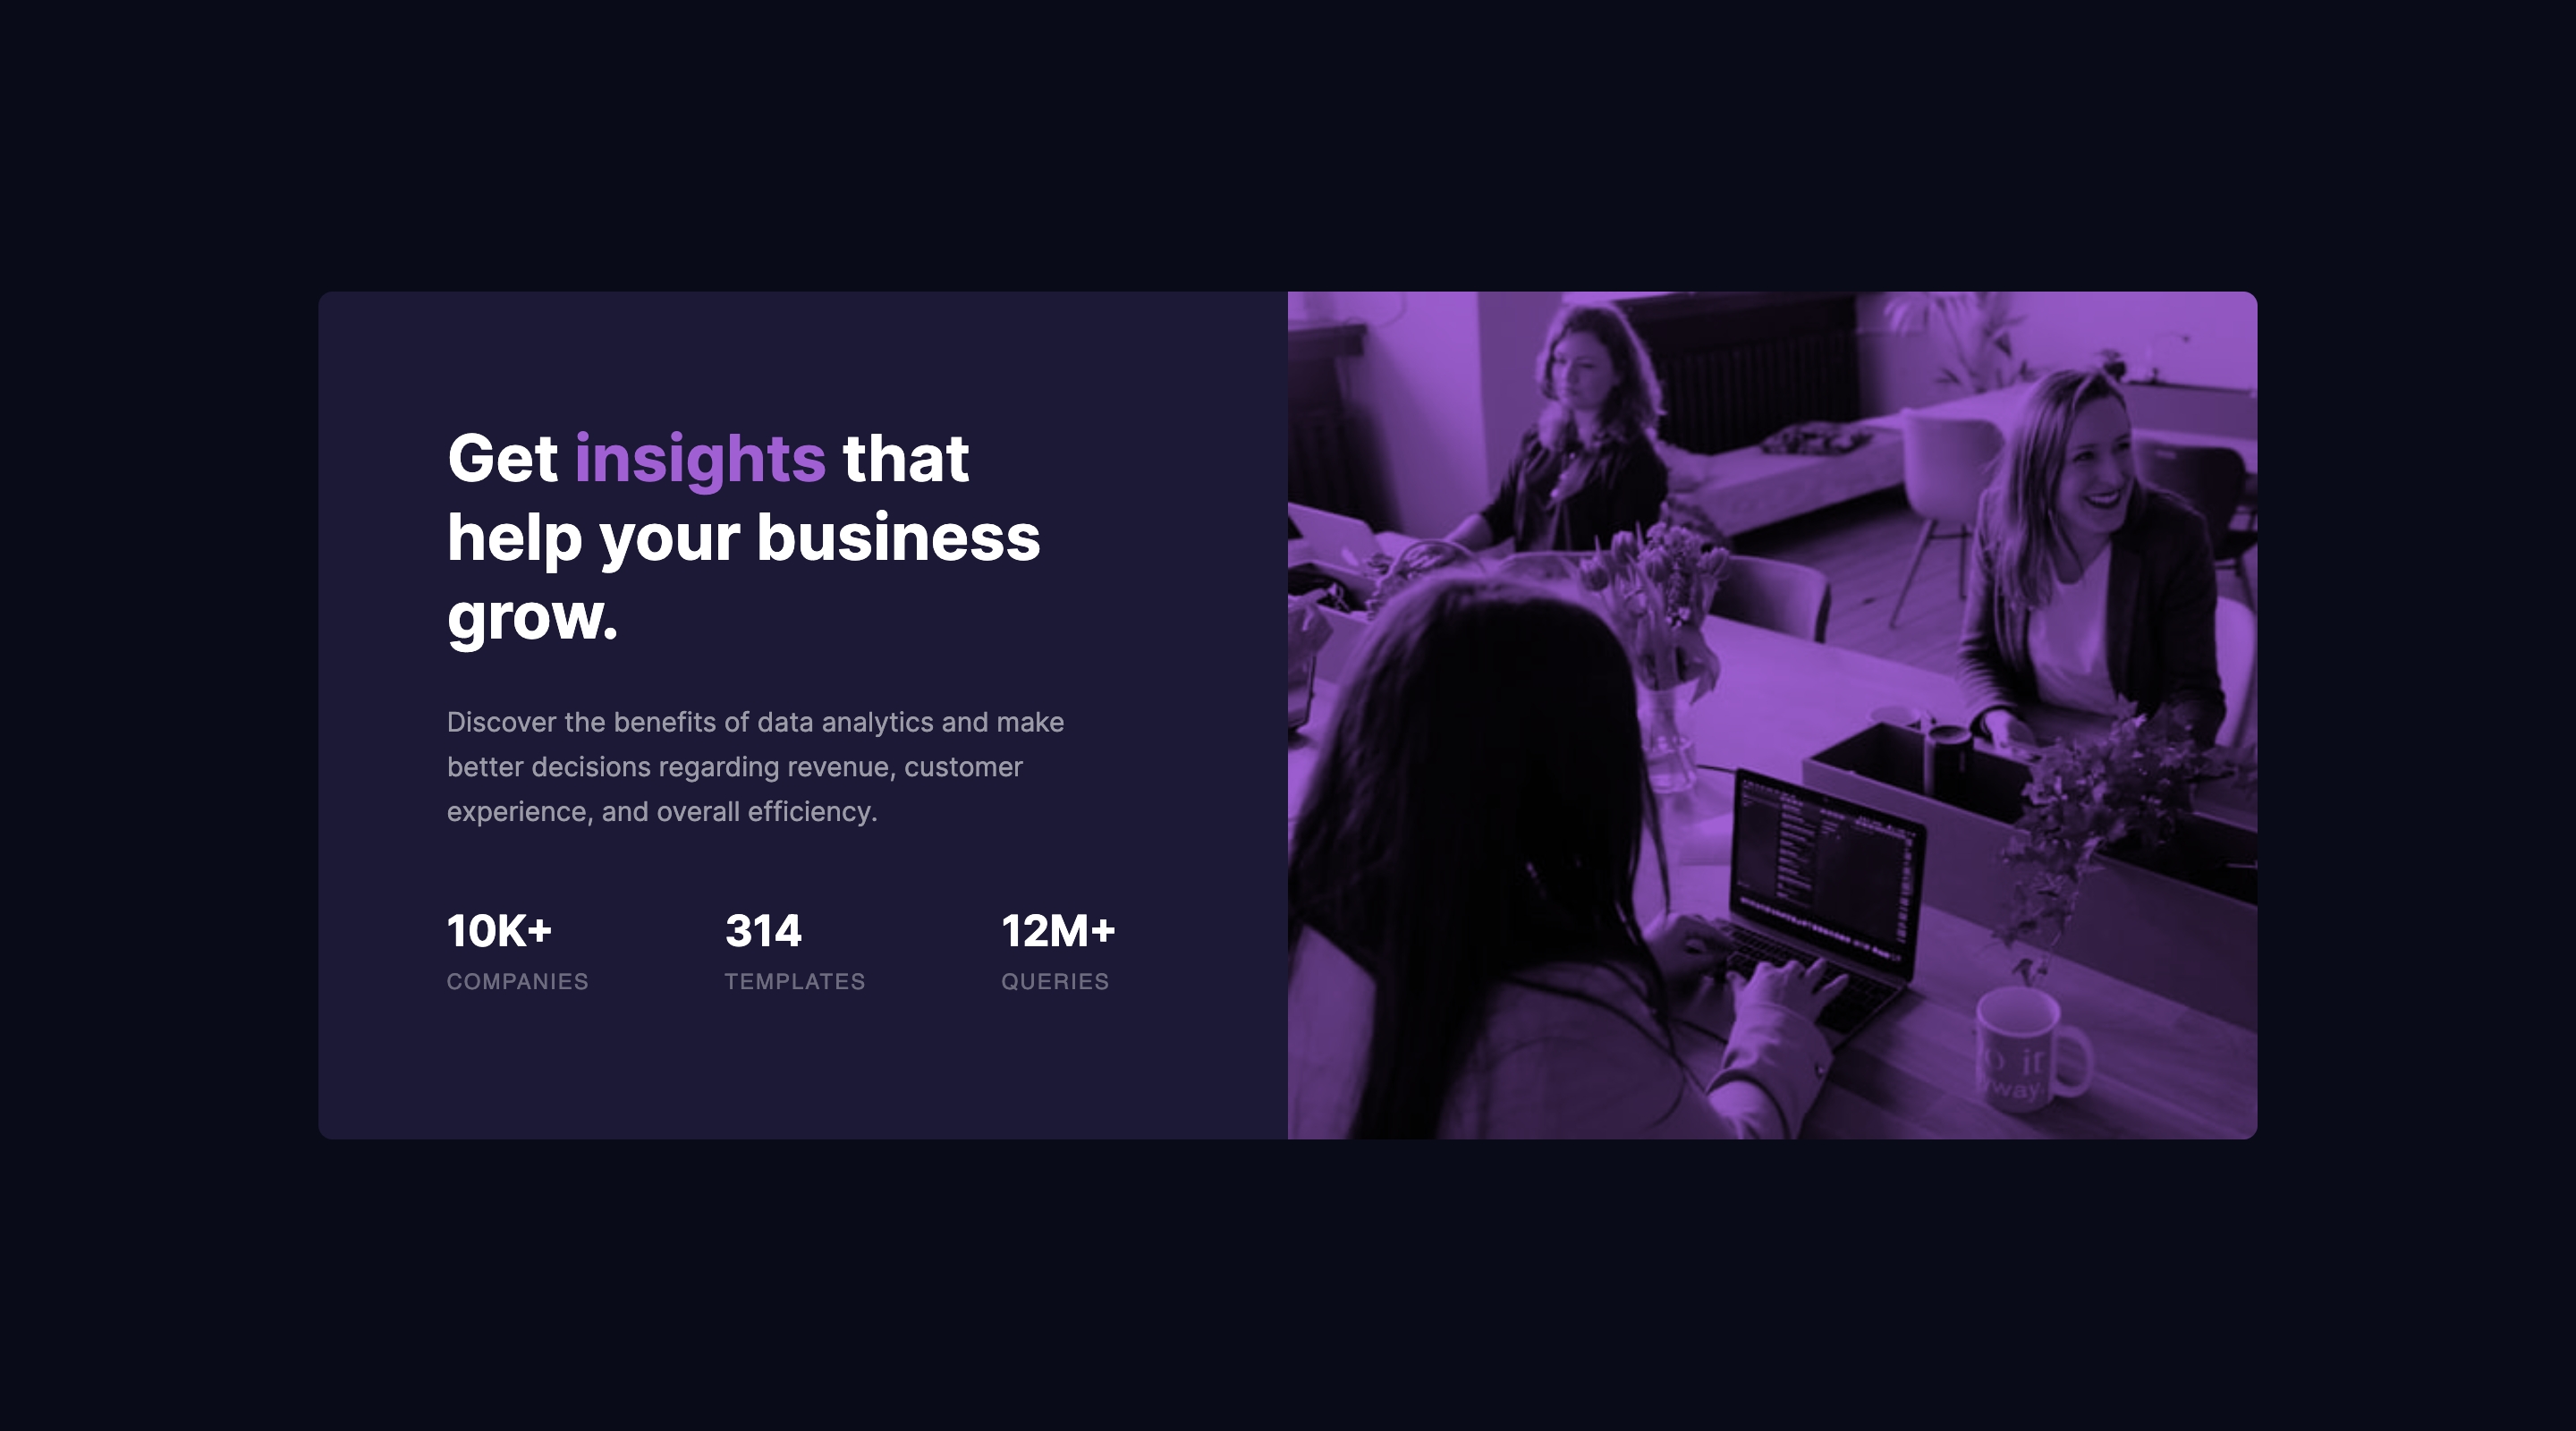 Get insights that
help your business
grow.
Discover the benefits of data analytics and make
better decisions regarding revenue, customer
experience, and overall efficiency.
10K+ 314 12M+
COMPANIES TEMPLATES QUERIES